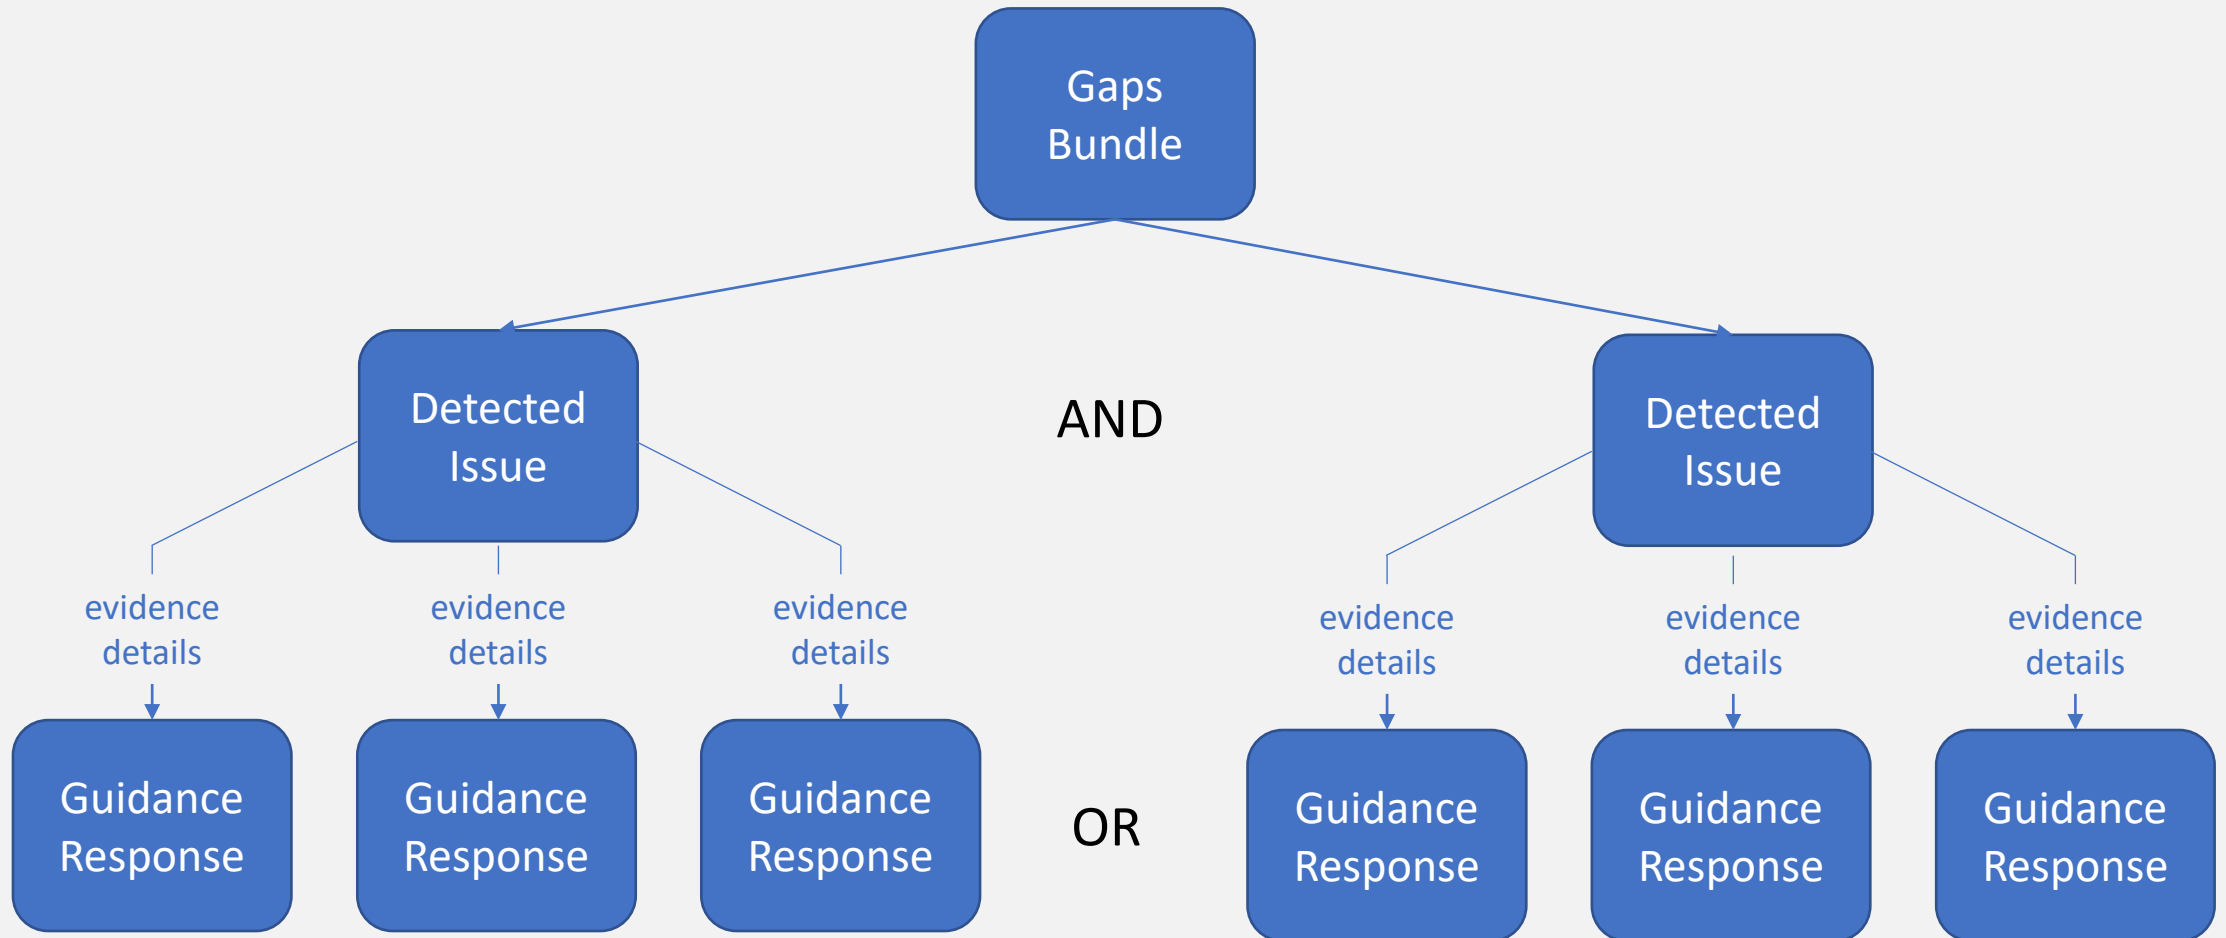 Gaps
Bundle
Detected
Issue
AND
Detected
Issue
evidence
details
evidence
details
evidence
details
evidence
details
evidence
details
evidence
details
Guidance
Response
Guidance
Response
Guidance
Response
OR
Guidance
Response
Guidance
Response
Guidance
Response